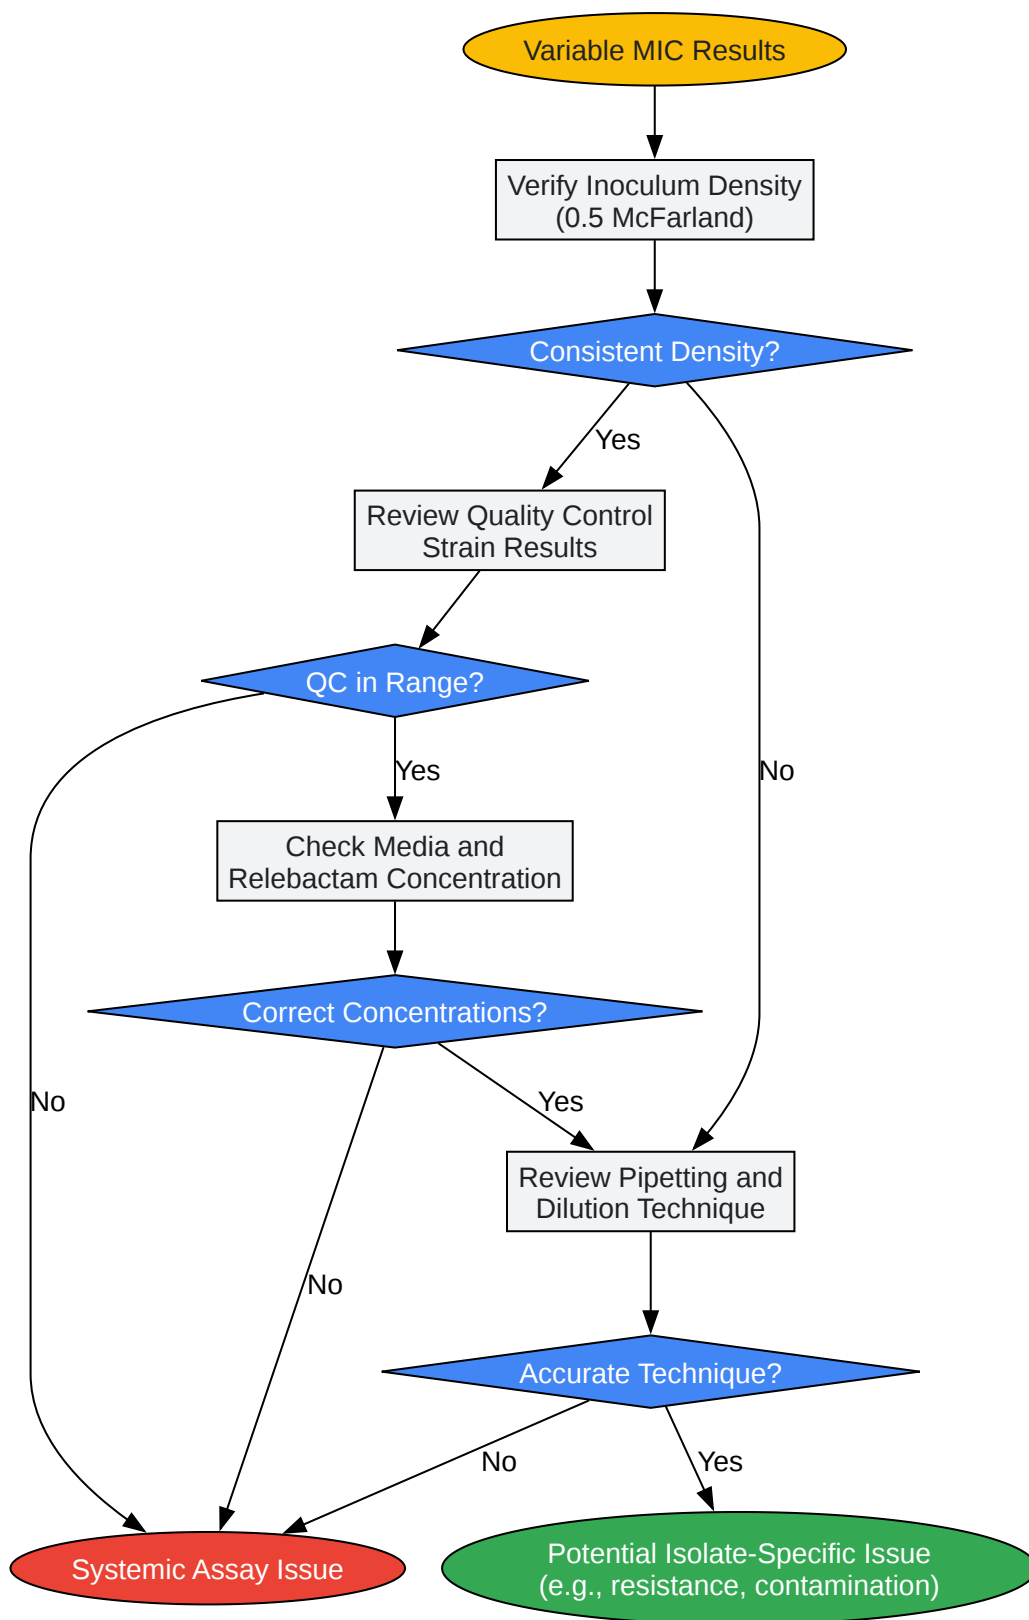 Variable MIC Results
Verify Inoculum Density
(0.5 McFarland)
Consistent Density?
Yes
Review Quality Control
Strain Results
QC in Range?
Yes
No
Check Media and
Relebactam Concentration
Correct Concentrations?
No
Yes
Review Pipetting and
Dilution Technique
No
Accurate Technique?
No
Yes
Systemic Assay Issue
Potential Isolate-Specific Issue
(e.g., resistance, contamination)